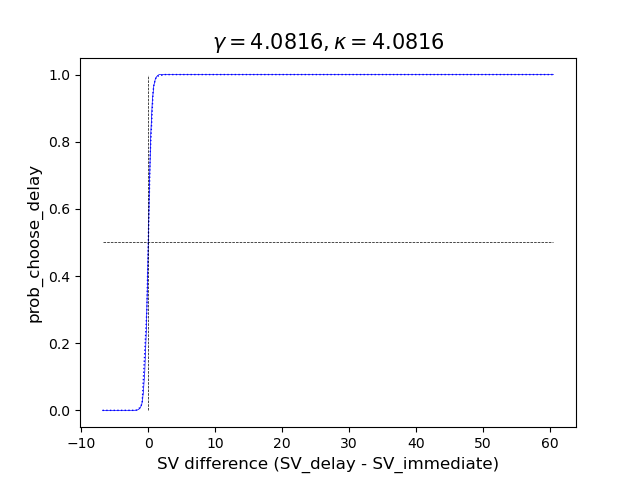 γ = 4.0816, κ = 4.0816
1.0
0.8
0.6
0.4
0.2
0.0
prob_choose_delay
−10 0 10 20 30 40 50 60
SV difference (SV_delay - SV_immediate)